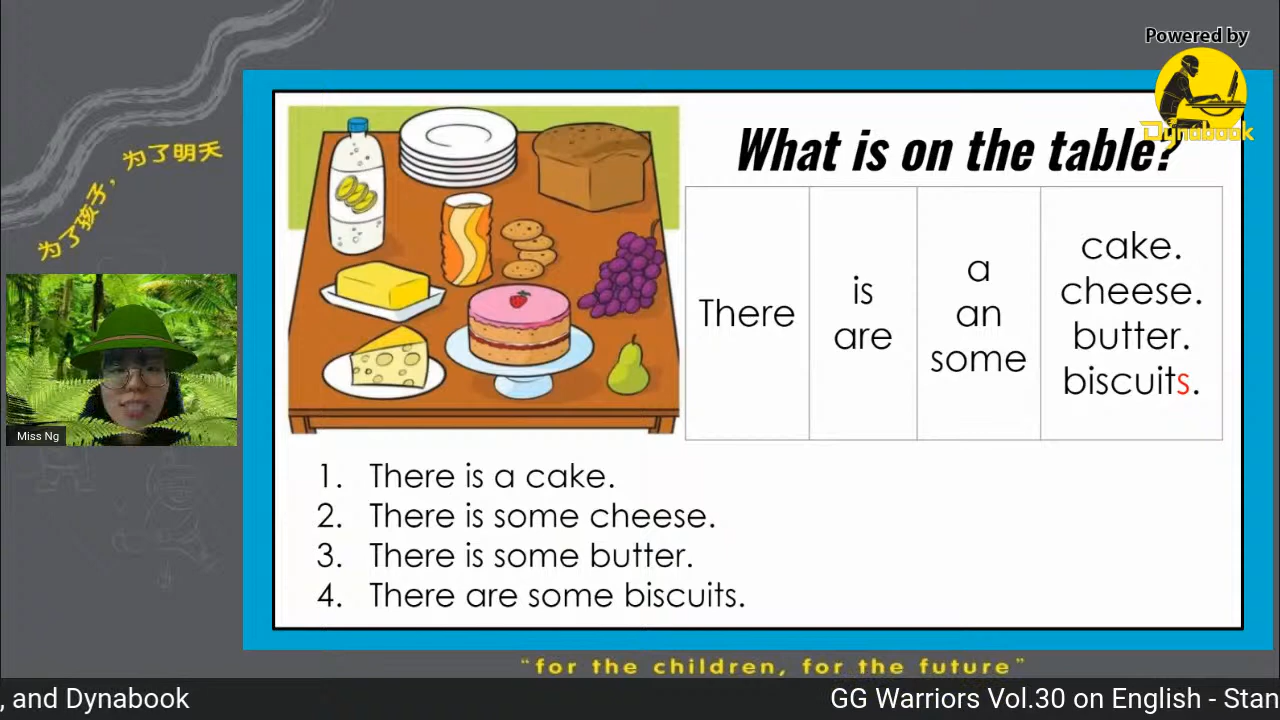 Powered by
Dynabook
为了孩子，为了明天
What is on the table?
There
is
are
a
an
some
cake.
cheese.
butter.
biscuits.
Miss Ng
1. There is a cake.
2. There is some cheese.
3. There is some butter.
4. There are some biscuits.
“for the children, for the future”
, and Dynabook
GG Warriors Vol.30 on English - Stan